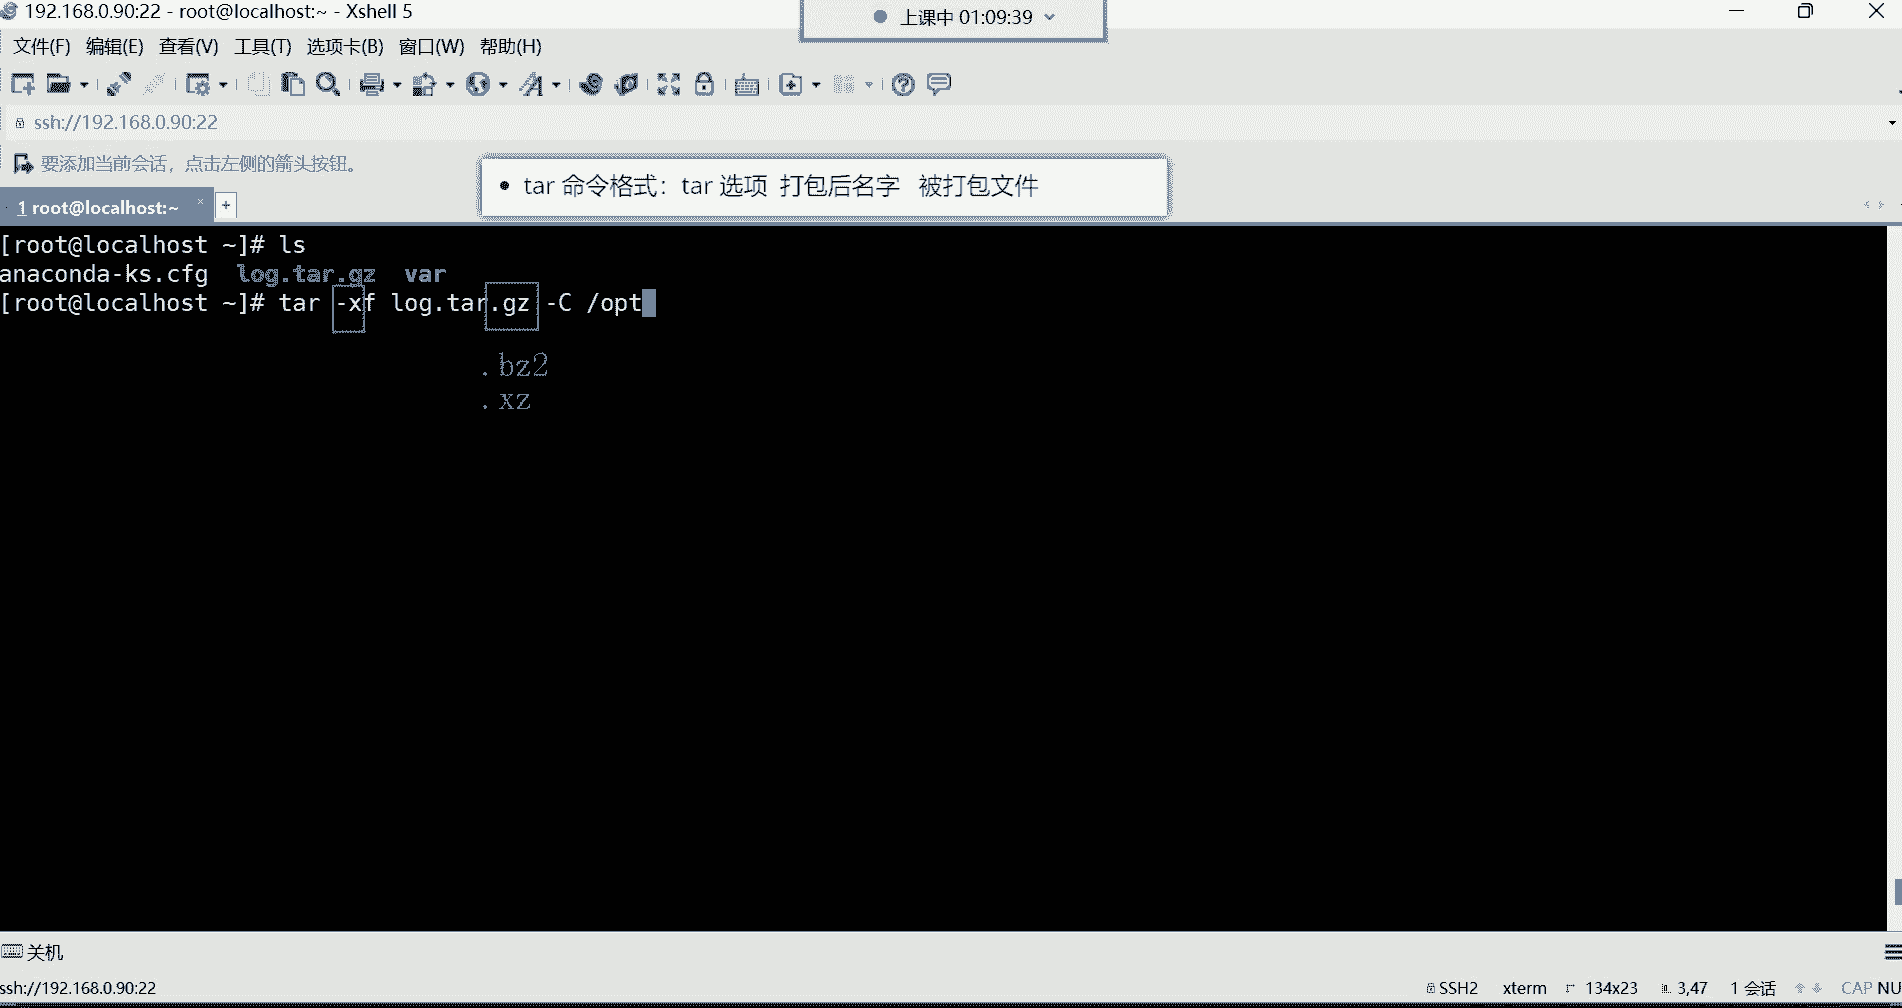 192.168.0.90:22 - root@localhost:~ - Xshell 5
上课中 01:09:39
文件(F) 编辑(E) 查看(V) 工具(T) 选项卡(B) 窗口(W) 帮助(H)
ssh://192.168.0.90:22
要添加当前会话，点击左侧的箭头按钮。
• tar 命令格式：tar 选项 打包后名字 被打包文件
1 root@localhost:~ × +
[root@localhost ~]# ls
anaconda-ks.cfg log.tar.gz var
[root@localhost ~]# tar -xf log.tar.gz -C /opt
.bz2
.xz
关机
ssh://192.168.0.90:22 SSH2 xterm 134x23 3,47 1 会话 CAP NU